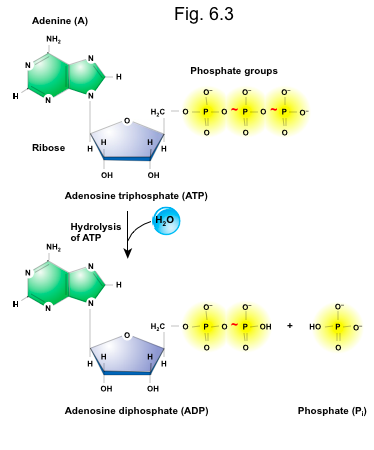 Fig. 6.3
Adenine (A)
NH₂
N
N
H
H
N
N
Phosphate groups
O⁻ O⁻ O⁻
H₂C O P O ~ P O ~ P O⁻
O O O
O
Ribose
H H H H
OH OH
Adenosine triphosphate (ATP)
Hydrolysis
of ATP
H₂O
NH₂
N
N
H
H
N
N
O⁻ O⁻ O⁻
H₂C O P O ~ P OH + HO P O⁻
O O O
O
H H H H
OH OH
Adenosine diphosphate (ADP) Phosphate (Pᵢ)